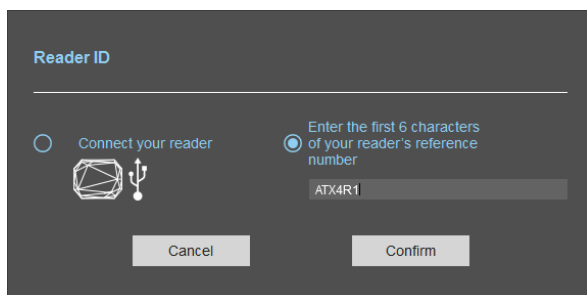 Reader ID
Connect your reader
Enter the first 6 characters
of your reader's reference
number
ATX4R1
Cancel
Confirm